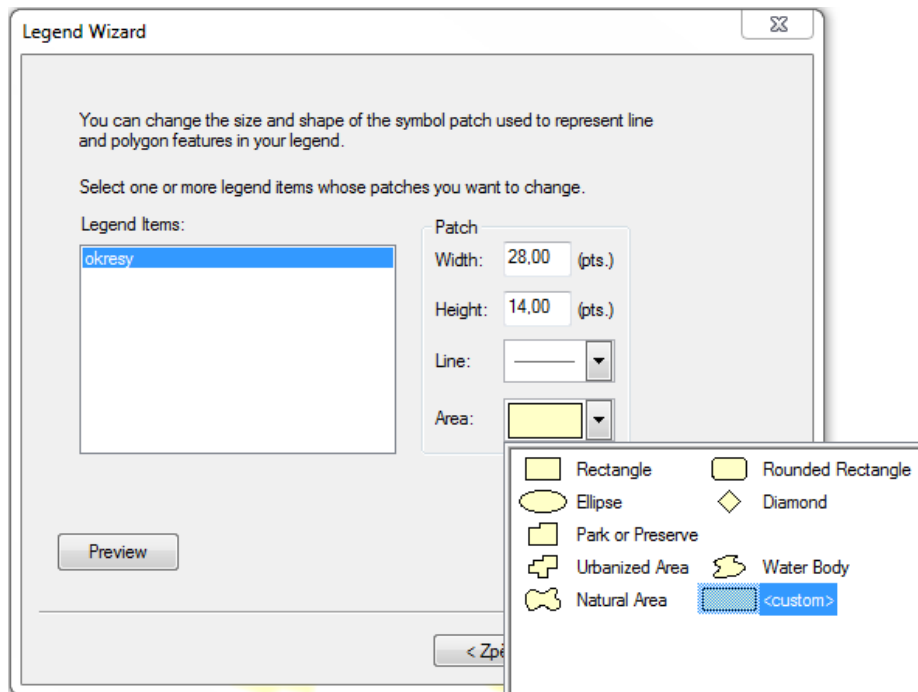 Legend Wizard
You can change the size and shape of the symbol patch used to represent line
and polygon features in your legend.
Select one or more legend items whose patches you want to change.
Legend Items:
okresy
Patch
Width: 28,00 (pts.)
Height: 14,00 (pts.)
Line:
Area:
Rectangle Rounded Rectangle
Ellipse Diamond
Park or Preserve
Urbanized Area Water Body
Natural Area <custom>
Preview